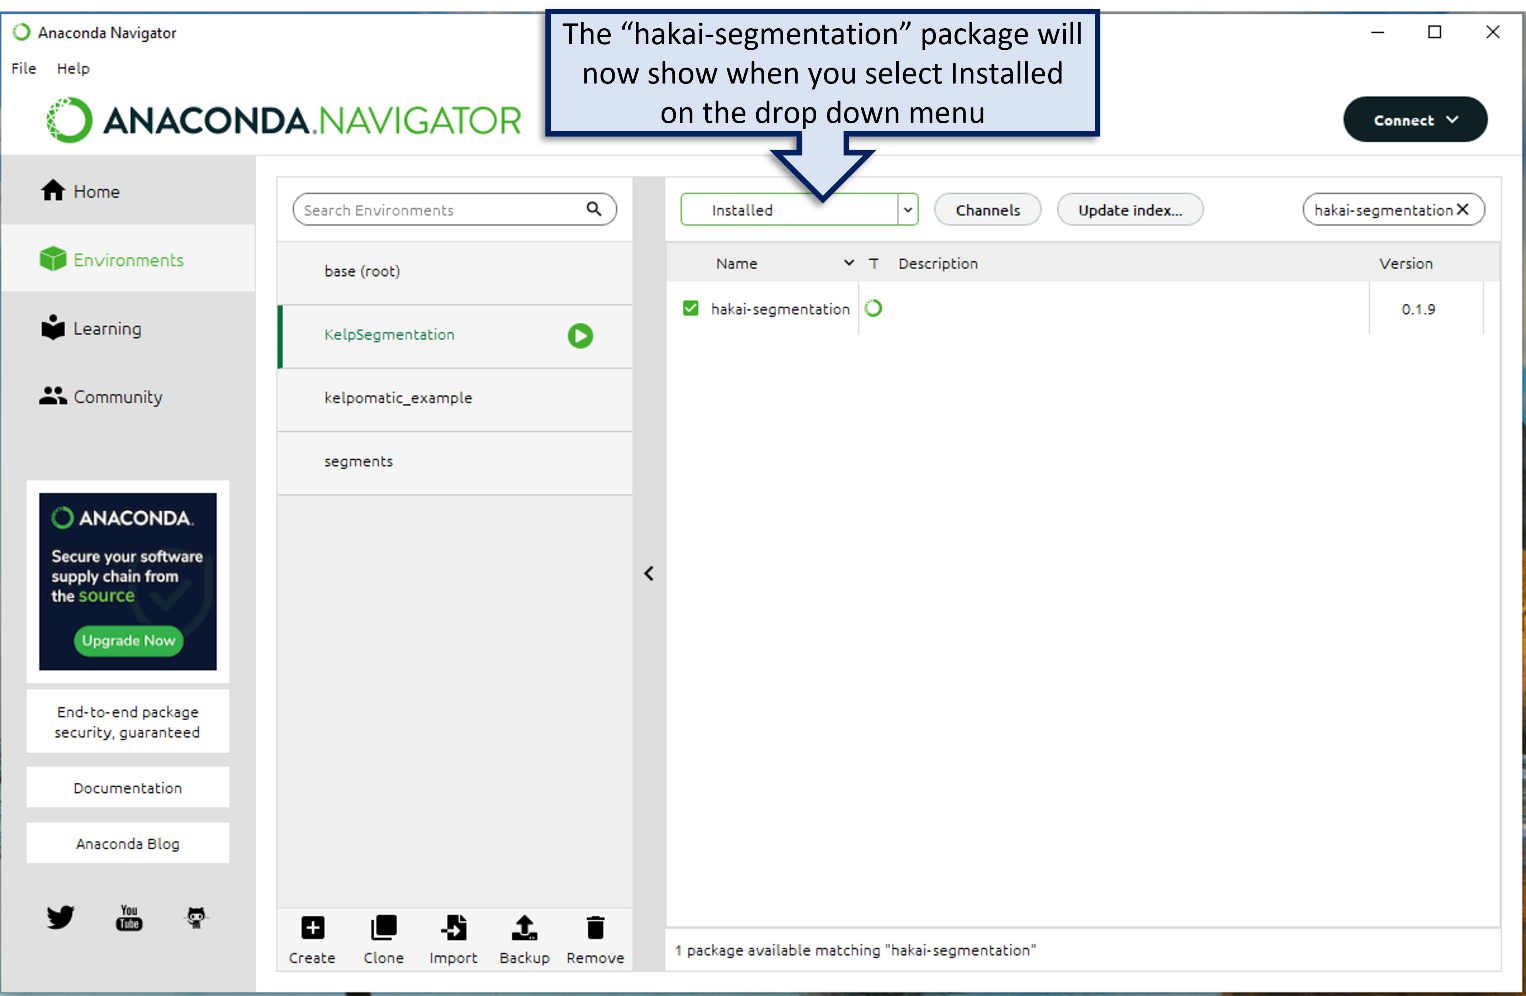 Anaconda Navigator
The “hakai-segmentation” package will
now show when you select Installed
on the drop down menu
File Help
ANACONDA.NAVIGATOR
Connect
Home
Environments
Learning
Community
ANACONDA.
Secure your software
supply chain from
the source
Upgrade Now
End-to-end package
security, guaranteed
Documentation
Anaconda Blog
You
Tube
Search Environments
base (root)
KelpSegmentation
kelpomatic_example
segments
Create Clone Import Backup Remove
Installed Channels Update index... hakai-segmentation
Name T Description Version
hakai-segmentation 0.1.9
1 package available matching "hakai-segmentation"